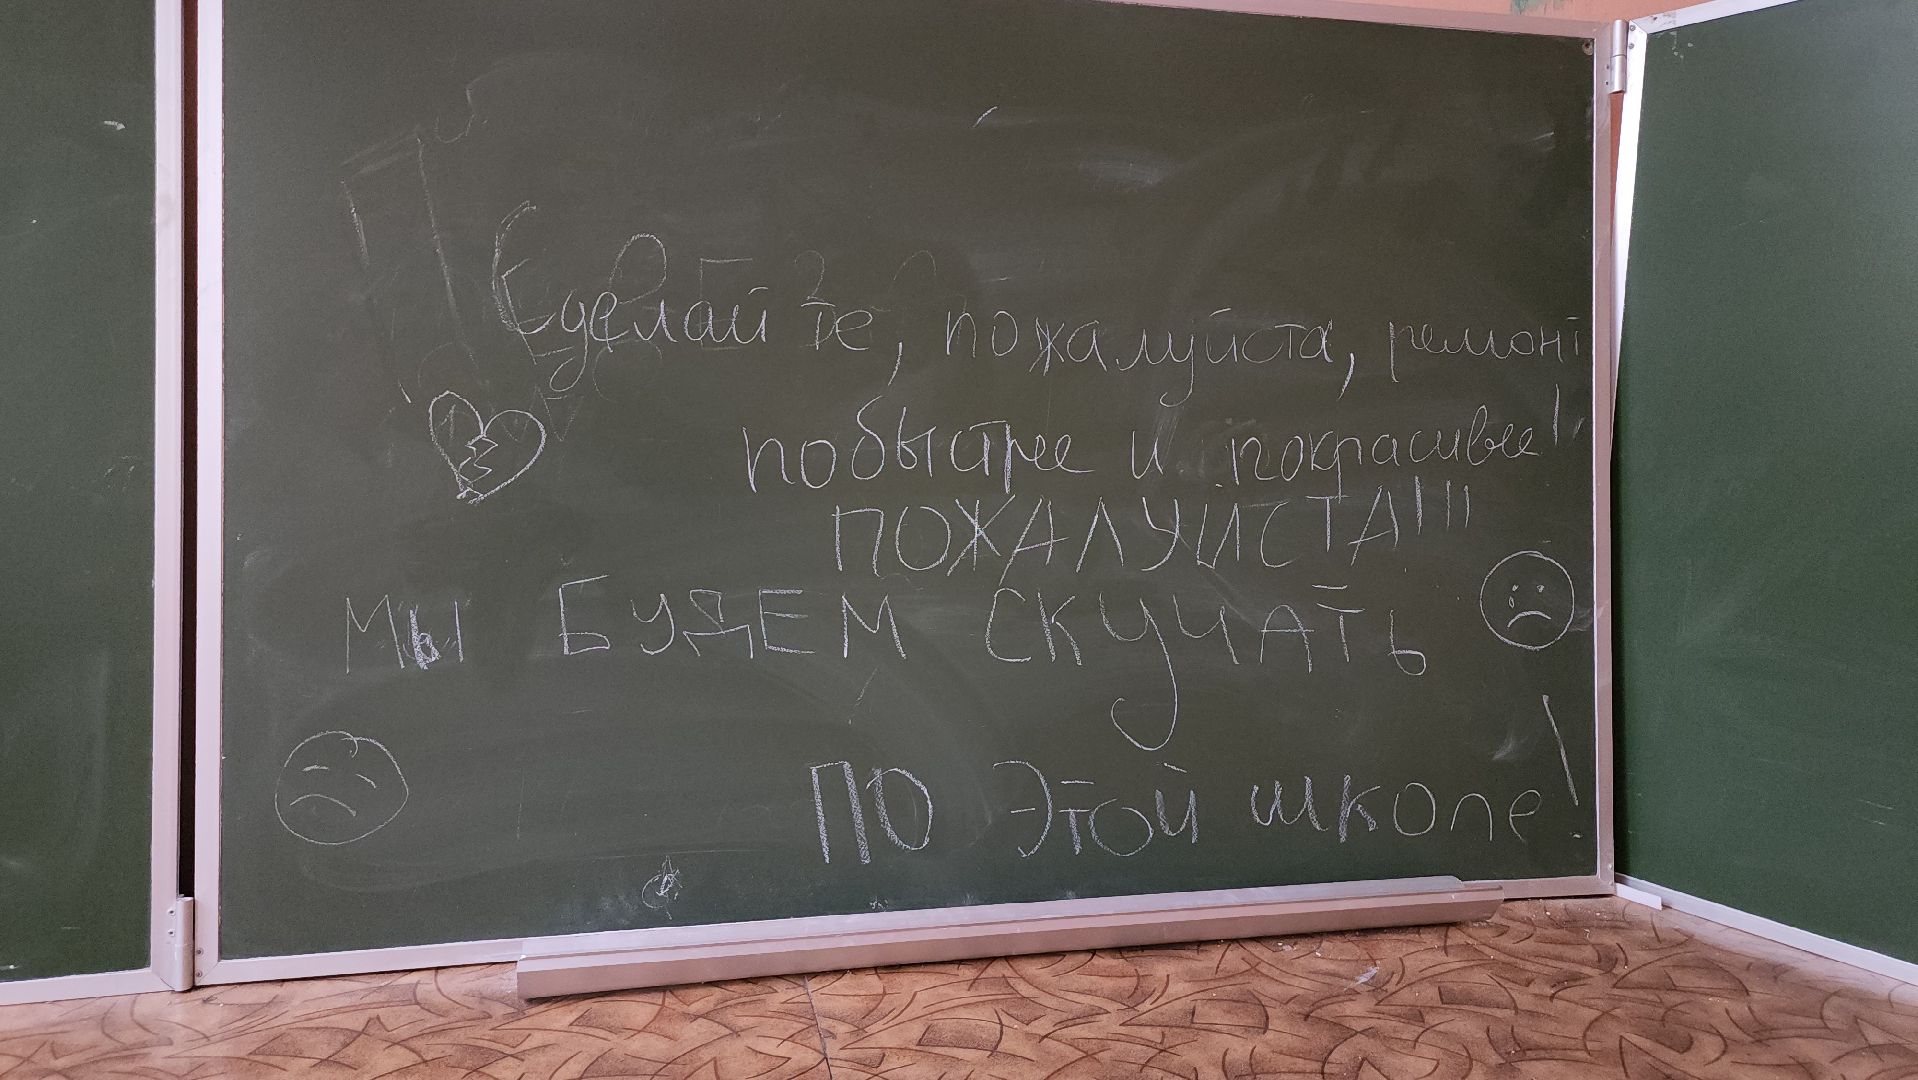 Сделайте, пожалуйста, ремонт
побыстрее и покрасивее!
ПОЖАЛУЙСТА!!!
МЫ БУДЕМ СКУЧАТЬ
ПО Этой школе!